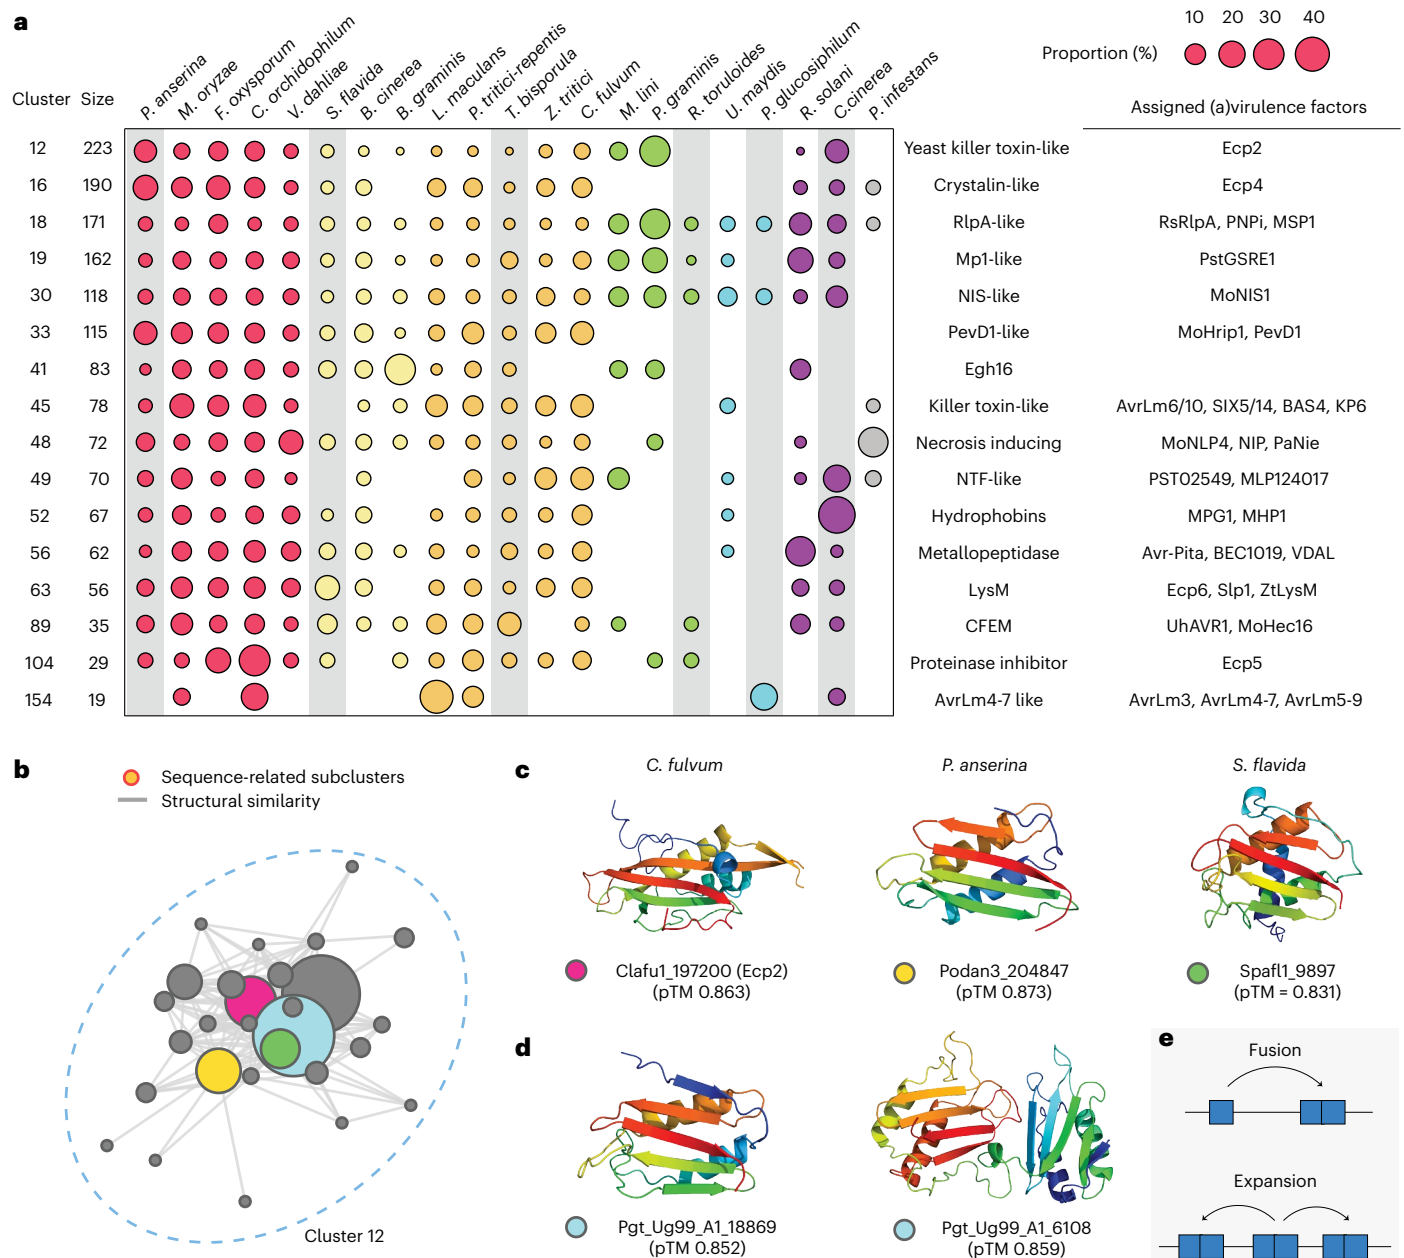 a
10 20 30 40
Proportion (%)
Cluster Size
P. anserina
M. oryzae
F. oxysporum
C. orchidophilum
V. dahliae
S. flavida
B. cinerea
B. graminis
L. maculans
P. tritici-repentis
T. bisporula
Z. tritici
C. fulvum
M. lini
P. graminis
R. toruloides
U. maydis
P. glucosiphilum
R. solani
C.cinerea
P. infestans
Assigned (a)virulence factors
12 223 Yeast killer toxin-like Ecp2
16 190 Crystalin-like Ecp4
18 171 RlpA-like RsRlpA, PNPi, MSP1
19 162 Mp1-like PstGSRE1
30 118 NIS-like MoNIS1
33 115 PevD1-like MoHrip1, PevD1
41 83 Egh16
45 78 Killer toxin-like AvrLm6/10, SIX5/14, BAS4, KP6
48 72 Necrosis inducing MoNLP4, NIP, PaNie
49 70 NTF-like PST02549, MLP124017
52 67 Hydrophobins MPG1, MHP1
56 62 Metallopeptidase Avr-Pita, BEC1019, VDAL
63 56 LysM Ecp6, Slp1, ZtLysM
89 35 CFEM UhAVR1, MoHec16
104 29 Proteinase inhibitor Ecp5
154 19 AvrLm4-7 like AvrLm3, AvrLm4-7, AvrLm5-9
b
Sequence-related subclusters
Structural similarity
Cluster 12
c
C. fulvum P. anserina S. flavida
Clafu1_197200 (Ecp2)
(pTM 0.863)
Podan3_204847
(pTM 0.873)
Spafl1_9897
(pTM = 0.831)
d
Pgt_Ug99_A1_18869
(pTM 0.852)
Pgt_Ug99_A1_6108
(pTM 0.859)
e
Fusion
Expansion